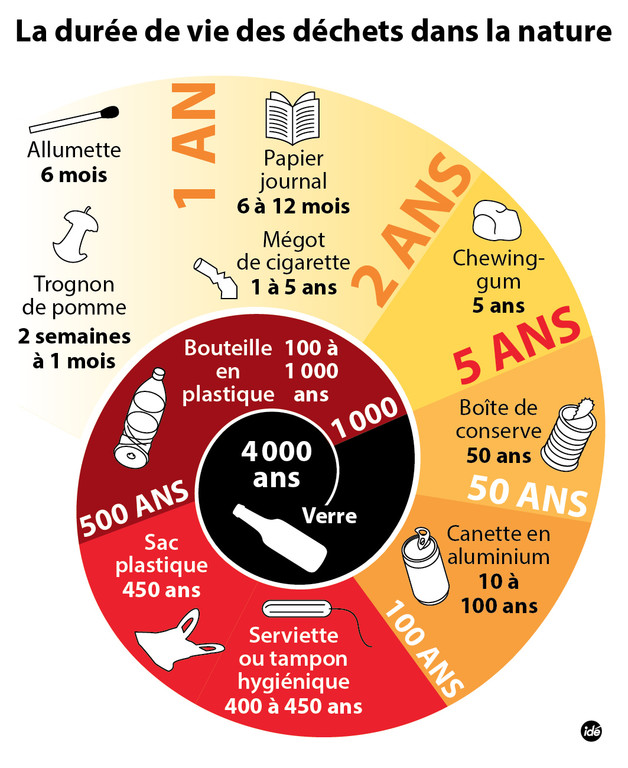 La durée de vie des déchets dans la nature
Allumette
6 mois
Trognon
de pomme
2 semaines
à 1 mois
1 AN
Papier
journal
6 à 12 mois
Mégot
de cigarette
1 à 5 ans
2 ANS
Chewing-
gum
5 ans
5 ANS
Boîte de
conserve
50 ans
50 ANS
Canette en
aluminium
10 à
100 ans
100 ANS
Serviette
ou tampon
hygiénique
400 à 450 ans
Sac
plastique
450 ans
500 ANS
Bouteille
en
plastique
100 à
1 000
ans
1 000
4 000
ans
Verre
idé